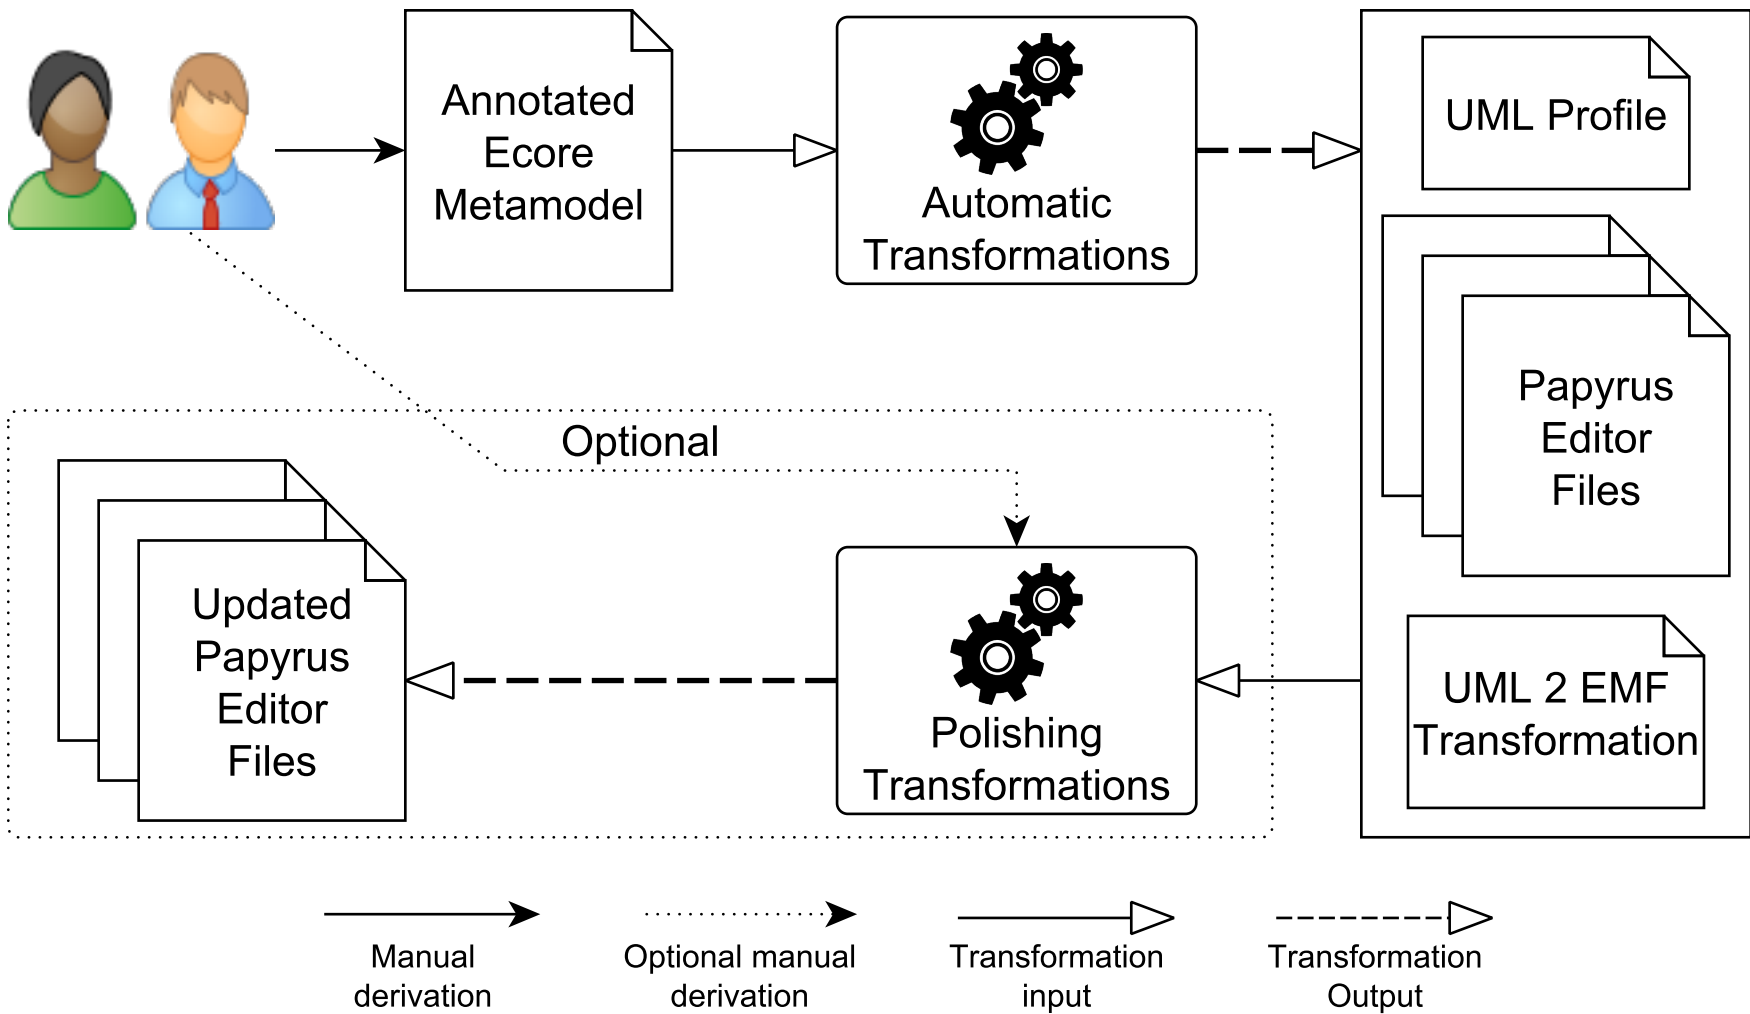 Annotated
Ecore
Metamodel
Automatic
Transformations
UML Profile
Papyrus
Editor
Files
UML 2 EMF
Transformation
Optional
Polishing
Transformations
Updated
Papyrus
Editor
Files
Manual
derivation
Optional manual
derivation
Transformation
input
Transformation
Output